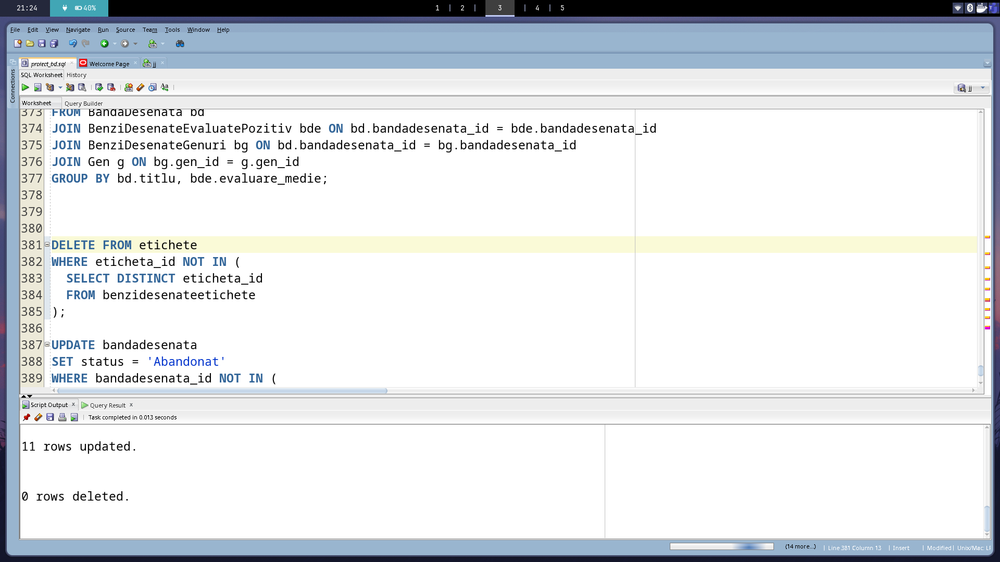 21:24 40% 1 | 2 | 3 | 4 | 5
File Edit View Navigate Run Source Team Tools Window Help
project_bd.sql Welcome Page jj
SQL Worksheet History
Connections
jj
Worksheet Query Builder
373 FROM BandaDesenata bd
374 JOIN BenziDesenateEvaluatePozitiv bde ON bd.bandadesenata_id = bde.bandadesenata_id
375 JOIN BenziDesenateGenuri bg ON bd.bandadesenata_id = bg.bandadesenata_id
376 JOIN Gen g ON bg.gen_id = g.gen_id
377 GROUP BY bd.titlu, bde.evaluare_medie;
378
379
380
381 DELETE FROM etichete
382 WHERE eticheta_id NOT IN (
383 SELECT DISTINCT eticheta_id
384 FROM benzidesenateetichete
385 );
386
387 UPDATE bandadesenata
388 SET status = 'Abandonat'
389 WHERE bandadesenata_id NOT IN (
Script Output x Query Result x
Task completed in 0.013 seconds
11 rows updated.
0 rows deleted.
(14 more...) | Line 381 Column 13 | Insert | Modified | Unix/Mac: LF